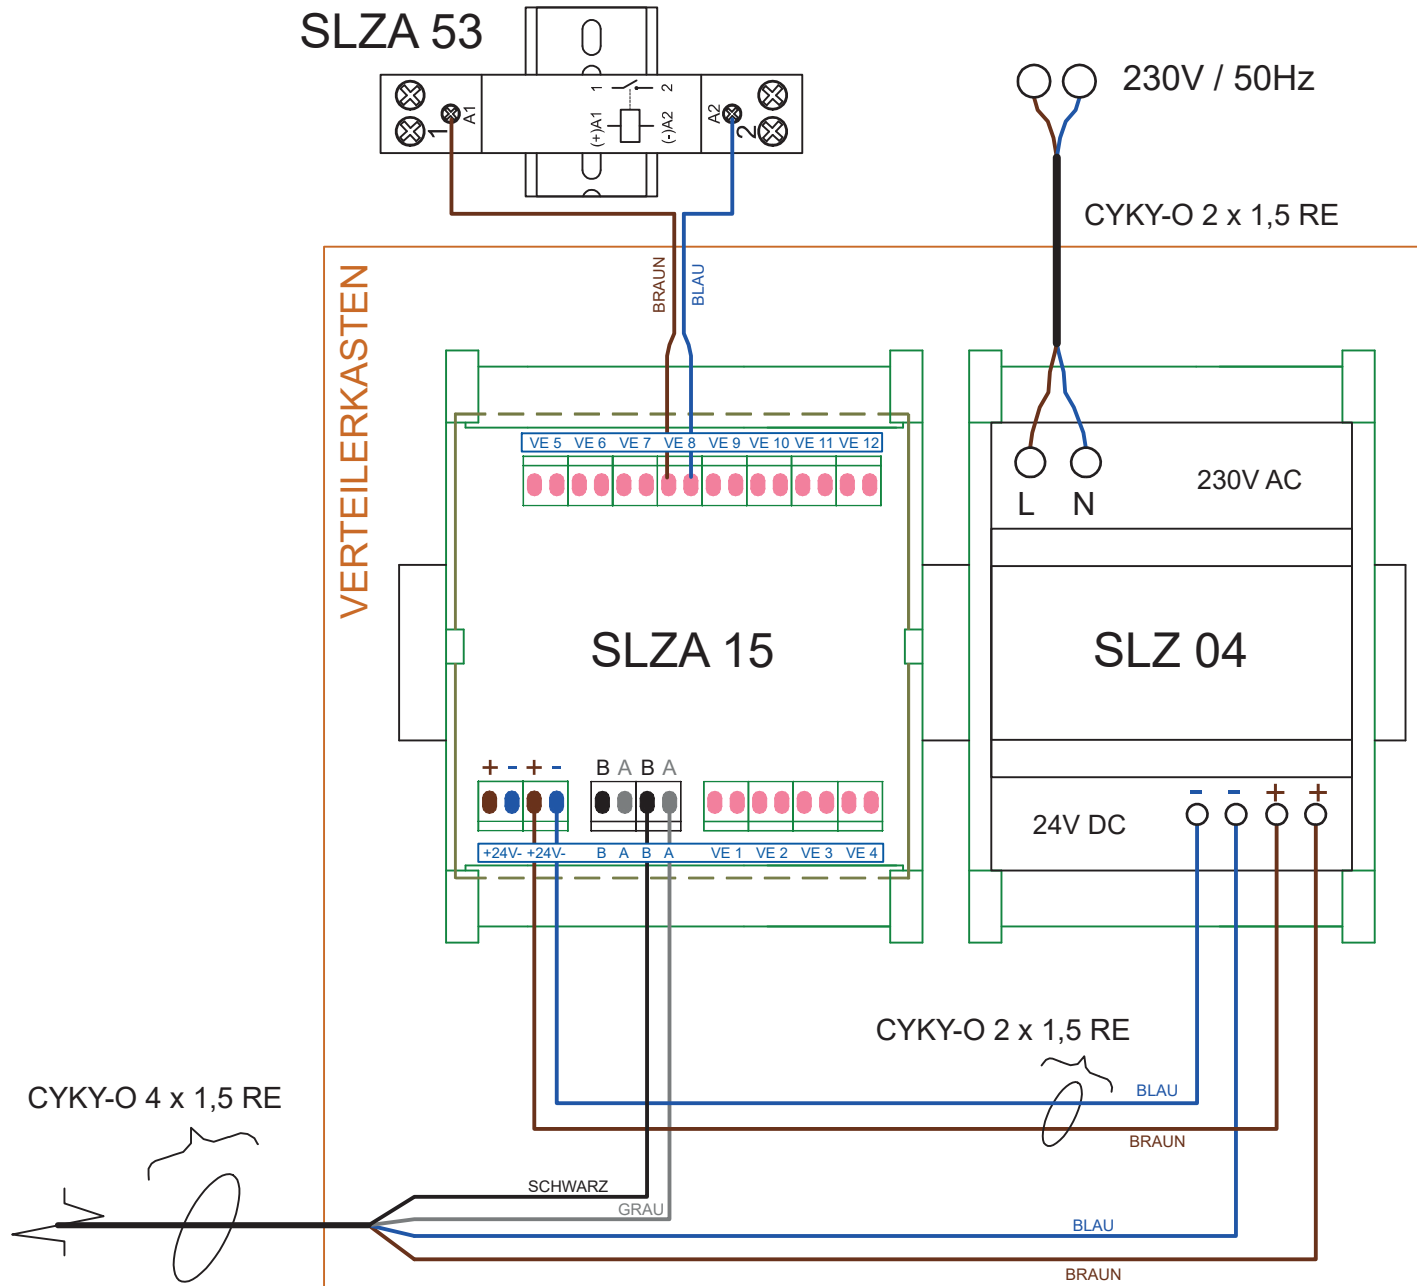 SLZA 53
230V / 50Hz
1 2
A1
(+)A1
(-)A2
A2
1
2
CYKY-O 2 x 1,5 RE
VERTEILERKASTEN
BRAUN
BLAU
VE 5 VE 6 VE 7 VE 8 VE 9 VE 10 VE 11 VE 12
230V AC
L N
SLZA 15
SLZ 04
+ - + -
B A B A
- - + +
24V DC
+24V- +24V- B A B A VE 1 VE 2 VE 3 VE 4
CYKY-O 2 x 1,5 RE
BLAU
BRAUN
CYKY-O 4 x 1,5 RE
SCHWARZ
GRAU
BLAU
BRAUN